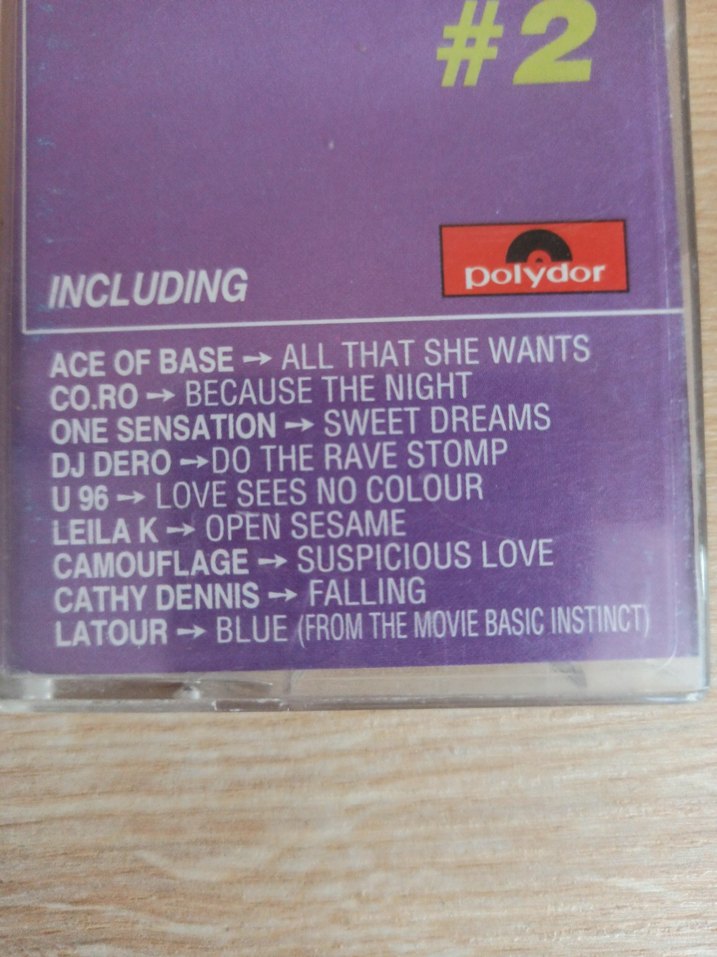 #2
polydor
INCLUDING
ACE OF BASE → ALL THAT SHE WANTS
CO.RO → BECAUSE THE NIGHT
ONE SENSATION → SWEET DREAMS
DJ DERO → DO THE RAVE STOMP
U 96 → LOVE SEES NO COLOUR
LEILA K → OPEN SESAME
CAMOUFLAGE → SUSPICIOUS LOVE
CATHY DENNIS → FALLING
LATOUR → BLUE (FROM THE MOVIE BASIC INSTINCT)